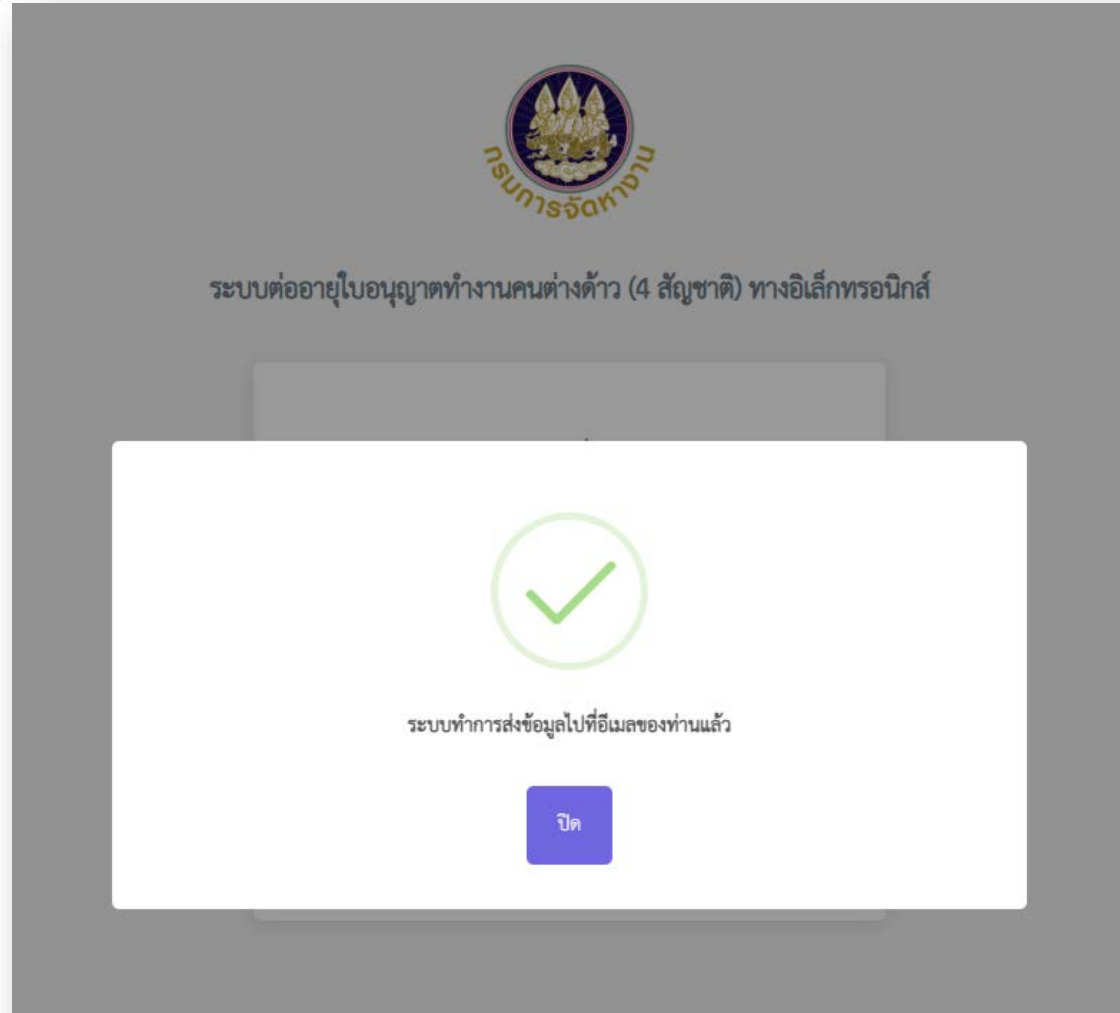 กรมการจัดหางาน
ระบบต่ออายุใบอนุญาตทำงานคนต่างด้าว (4 สัญชาติ) ทางอิเล็กทรอนิกส์
ระบบทำการส่งข้อมูลไปที่อีเมลของท่านแล้ว
ปิด